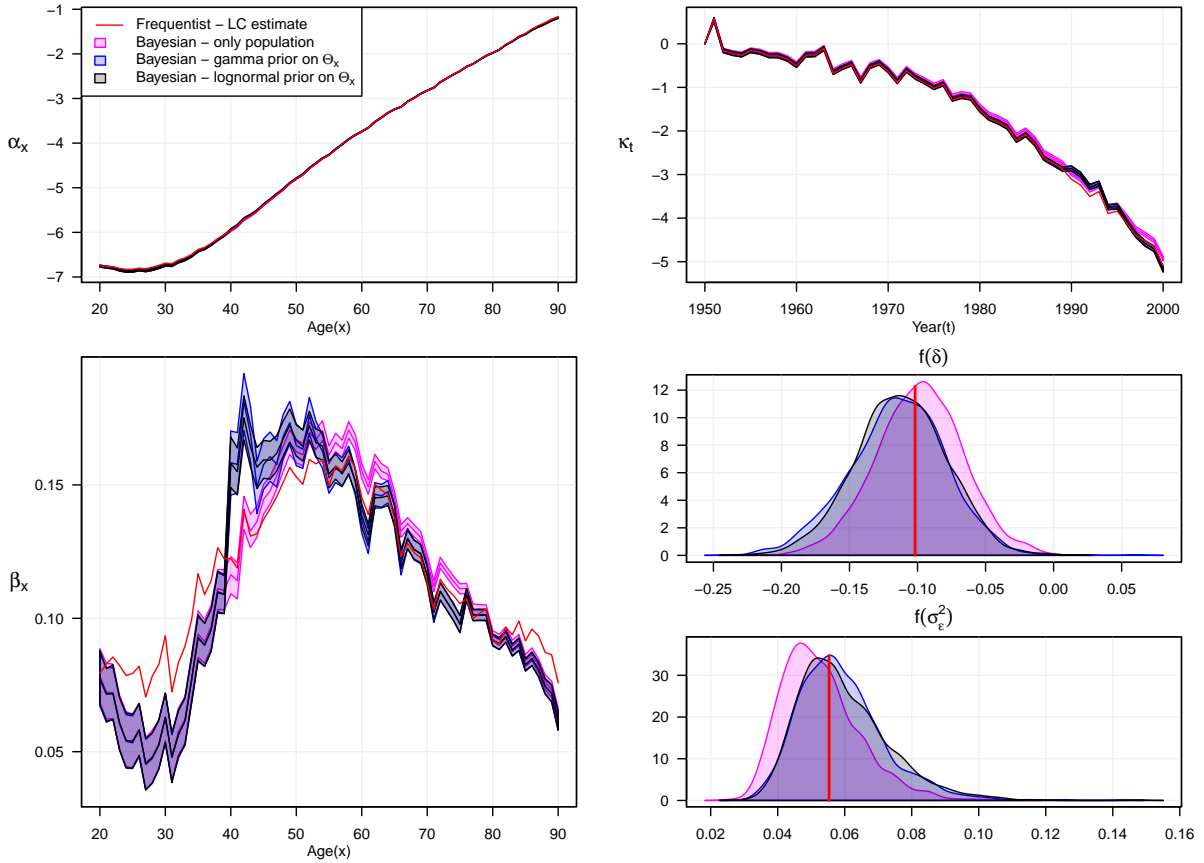 Frequentist − LC estimate
Bayesian − only population
Bayesian − gamma prior on Θx
Bayesian − lognormal prior on Θx
αx
−1
−2
−3
−4
−5
−6
−7
20 30 40 50 60 70 80 90
Age(x)
κt
0
−1
−2
−3
−4
−5
1950 1960 1970 1980 1990 2000
Year(t)
βx
0.15
0.10
0.05
20 30 40 50 60 70 80 90
Age(x)
f(δ)
12
10
8
6
4
2
0
−0.25 −0.20 −0.15 −0.10 −0.05 0.00 0.05
f(σ²ε)
30
20
10
0
0.02 0.04 0.06 0.08 0.10 0.12 0.14 0.16